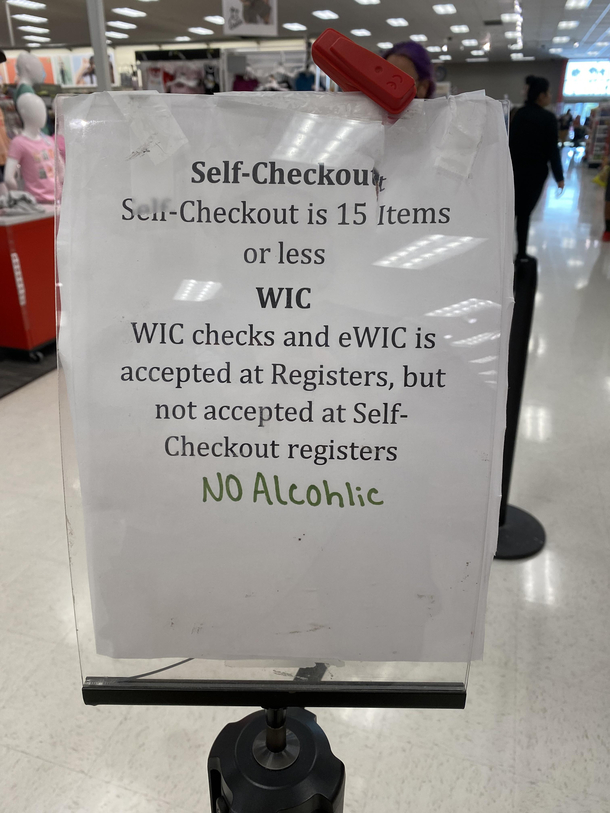 Self-Checkout
Self-Checkout is 15 Items
or less
WIC
WIC checks and eWIC is
accepted at Registers, but
not accepted at Self-
Checkout registers
NO Alcohlic